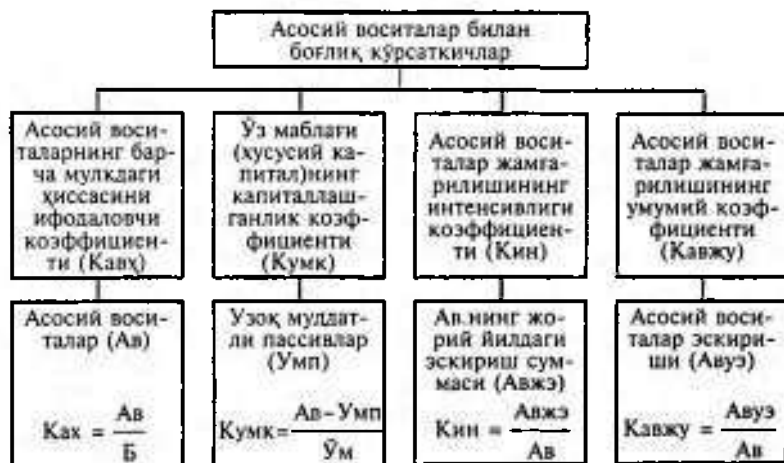 Асосий воситалар билан
боғлиқ кўрсаткичлар
Асосий воси-
таларнинг бар-
ча мулкдаги
ҳиссасини
ифодаловчи
коэффициен-
ти (Кавҳ)
Ўз маблағи
(хусусий ка-
питал)нинг
капиталлаш-
ганлик коэф-
фициенти
(Кумк)
Асосий воси-
талар жамға-
рилишининг
интенсивлиги
коэффициен-
ти (Кин)
Асосий воси-
талар жамға-
рилишининг
умумий коэф-
фициенти
(Кавжу)
Асосий воси-
талар (Ав)
Ках = Ав
Б
Узоқ муддат-
ли пассивлар
(Умп)
Кумк= Ав-Умп
Ўм
Ав.нинг жо-
рий йилдаги
эскириш сум-
маси (Авжэ)
Кин = Авжэ
Ав
Асосий воси-
талар эскири-
ши (Авуэ)
Кавжу = Авуэ
Ав